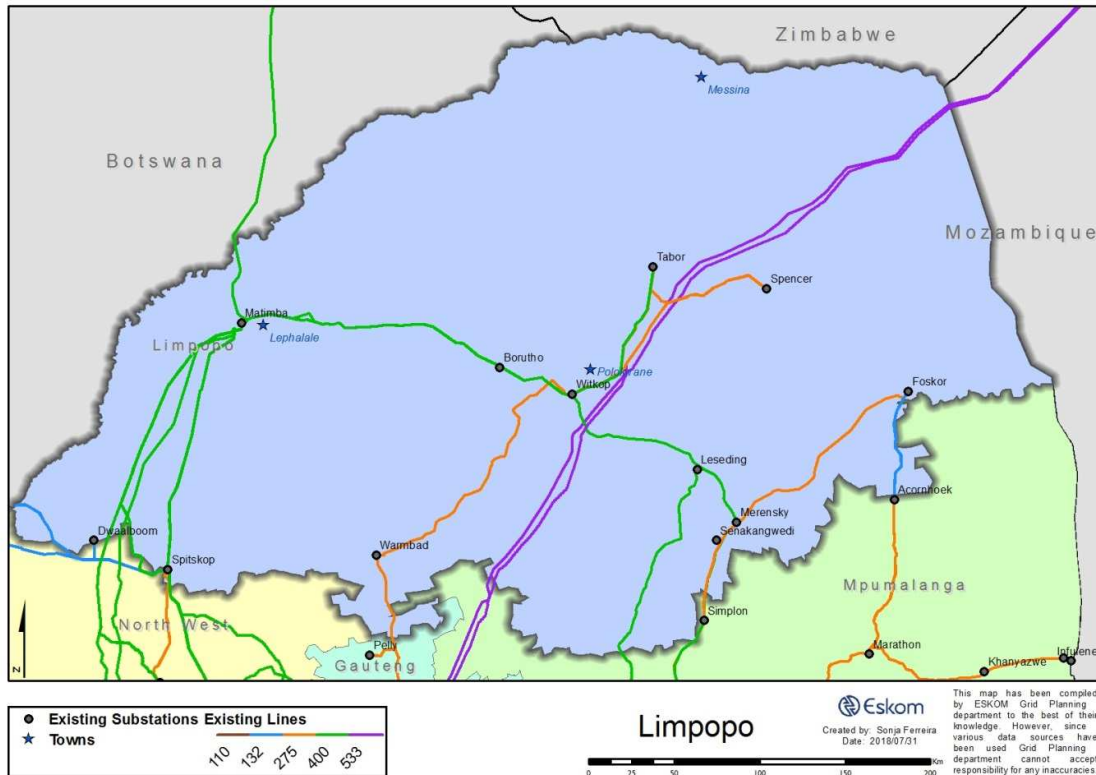 Zimbabwe
Messina
Botswana
Mozambique
Tabor
Spencer
Matimba
Lephalale
Limpopo
Borutho
Polokwane
Witkop
Foskor
Leseding
Acornhoek
Merensky
Senakangwedi
Dwaalboom
Warmbad
Spitskop
Mpumalanga
Simplon
North West
Pelly
Gauteng
Marathon
Khanyazwe
Infulene
N
Existing Substations Existing Lines
Towns
110
132
275
400
533
Limpopo
Eskom
Created by: Sonja Ferreira
Date: 2018/07/31
0 25 50 100 150 200 Km
This map has been compiled
by ESKOM Grid Planning
department to the best of their
knowledge. However, since
various data sources have
been used Grid Planning
department cannot accept
responsibility for any inaccuracies